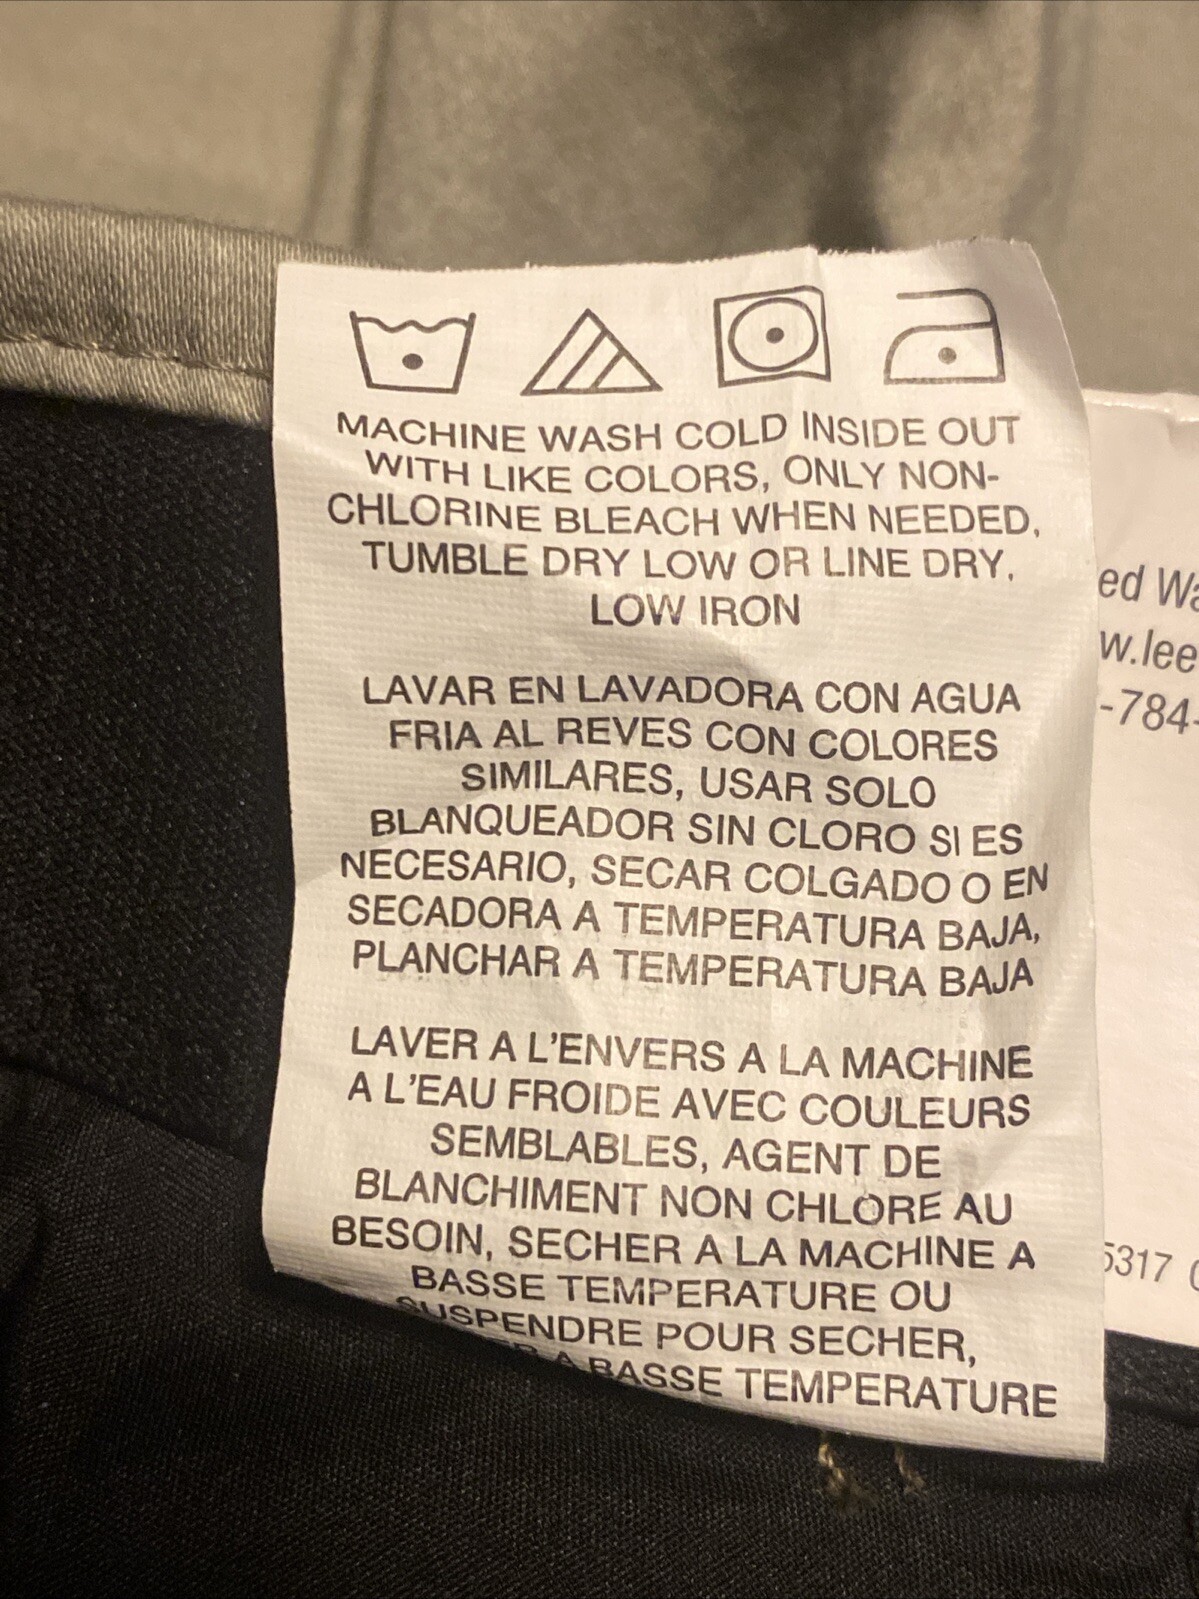 MACHINE WASH COLD INSIDE OUT
WITH LIKE COLORS, ONLY NON-
CHLORINE BLEACH WHEN NEEDED,
TUMBLE DRY LOW OR LINE DRY,
LOW IRON
LAVAR EN LAVADORA CON AGUA
FRIA AL REVES CON COLORES
SIMILARES, USAR SOLO
BLANQUEADOR SIN CLORO SI ES
NECESARIO, SECAR COLGADO O EN
SECADORA A TEMPERATURA BAJA,
PLANCHAR A TEMPERATURA BAJA
LAVER A L'ENVERS A LA MACHINE
A L'EAU FROIDE AVEC COULEURS
SEMBLABLES, AGENT DE
BLANCHIMENT NON CHLORE AU
BESOIN, SECHER A LA MACHINE A
BASSE TEMPERATURE OU
SUSPENDRE POUR SECHER,
A BASSE TEMPERATURE
w.lee
-784-
5317